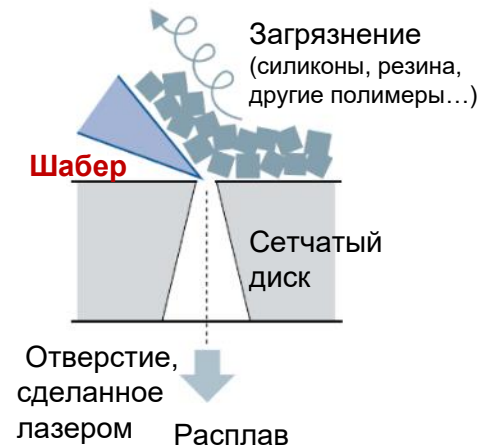 Загрязнение
(силиконы, резина,
другие полимеры…)
Шабер
Сетчатый
диск
Отверстие,
сделанное
лазером
Расплав